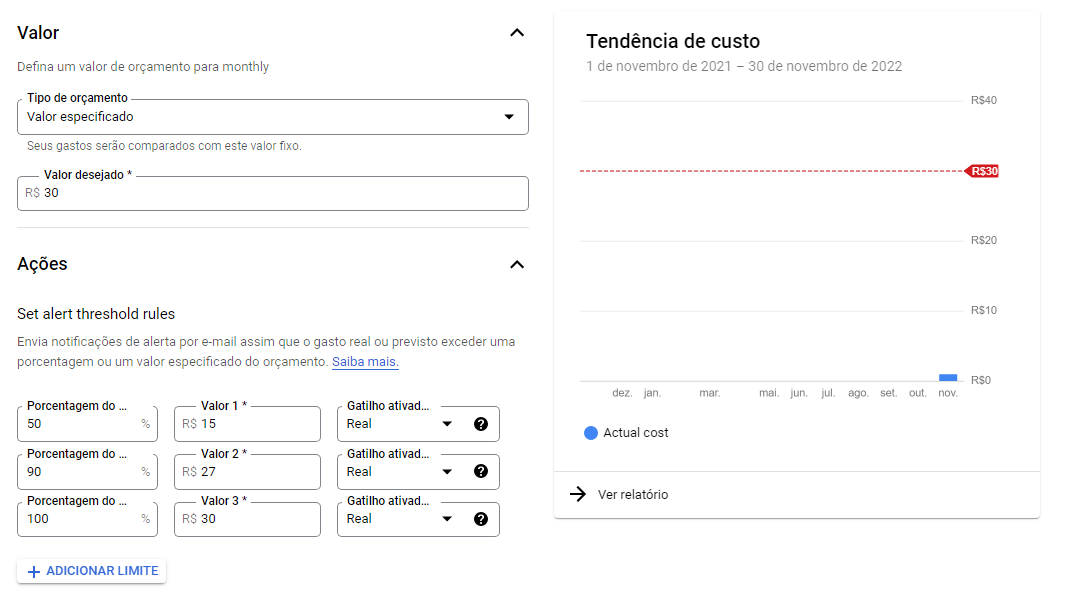 Valor
Defina um valor de orçamento para monthly
Tipo de orçamento
Valor especificado
Seus gastos serão comparados com este valor fixo.
Valor desejado *
R$ 30
Ações
Set alert threshold rules
Envia notificações de alerta por e-mail assim que o gasto real ou previsto exceder uma
porcentagem ou um valor especificado do orçamento. Saiba mais.
Porcentagem do ... Valor 1 * Gatilho ativad...
50 % R$ 15 Real ?
Porcentagem do ... Valor 2 * Gatilho ativad...
90 % R$ 27 Real ?
Porcentagem do ... Valor 3 * Gatilho ativad...
100 % R$ 30 Real ?
+ ADICIONAR LIMITE
Tendência de custo
1 de novembro de 2021 – 30 de novembro de 2022
R$40
R$30
R$20
R$10
R$0
dez. jan. mar. mai. jun. jul. ago. set. out. nov.
Actual cost
Ver relatório